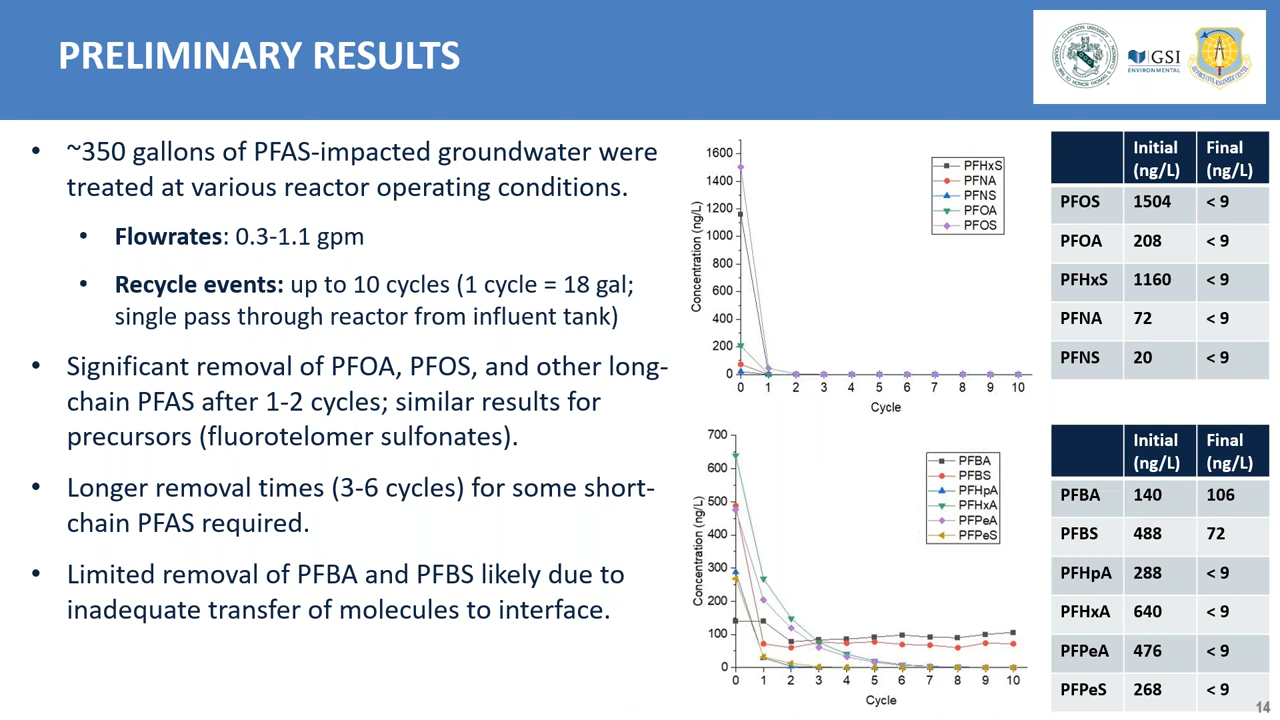 PRELIMINARY RESULTS
GSI
ENVIRONMENTAL
• ~350 gallons of PFAS-impacted groundwater were
treated at various reactor operating conditions.
• Flowrates: 0.3-1.1 gpm
• Recycle events: up to 10 cycles (1 cycle = 18 gal;
single pass through reactor from influent tank)
• Significant removal of PFOA, PFOS, and other long-
chain PFAS after 1-2 cycles; similar results for
precursors (fluorotelomer sulfonates).
• Longer removal times (3-6 cycles) for some short-
chain PFAS required.
• Limited removal of PFBA and PFBS likely due to
inadequate transfer of molecules to interface.
Concentration (ng/L)
1600
1400
1200
1000
800
600
400
200
0
0 1 2 3 4 5 6 7 8 9 10
Cycle
PFHxS
PFNA
PFNS
PFOA
PFOS
Concentration (ng/L)
700
600
500
400
300
200
100
0
0 1 2 3 4 5 6 7 8 9 10
Cycle
PFBA
PFBS
PFHpA
PFHxA
PFPeA
PFPeS
Initial (ng/L) Final (ng/L)
PFOS 1504 < 9
PFOA 208 < 9
PFHxS 1160 < 9
PFNA 72 < 9
PFNS 20 < 9
Initial (ng/L) Final (ng/L)
PFBA 140 106
PFBS 488 72
PFHpA 288 < 9
PFHxA 640 < 9
PFPeA 476 < 9
PFPeS 268 < 9
14